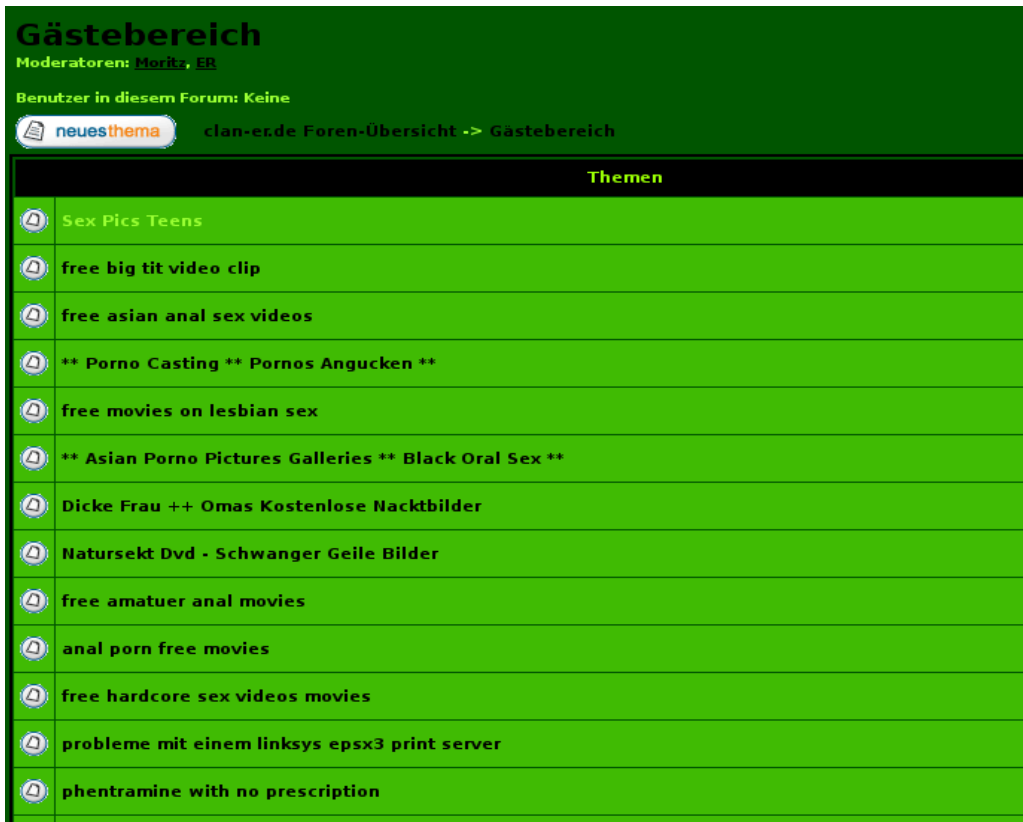 Gästebereich
Moderatoren: Moritz, ER
Benutzer in diesem Forum: Keine
neuesthema clan-er.de Foren-Übersicht -> Gästebereich
Themen
Sex Pics Teens
free big tit video clip
free asian anal sex videos
** Porno Casting ** Pornos Angucken **
free movies on lesbian sex
** Asian Porno Pictures Galleries ** Black Oral Sex **
Dicke Frau ++ Omas Kostenlose Nacktbilder
Natursekt Dvd - Schwanger Geile Bilder
free amatuer anal movies
anal porn free movies
free hardcore sex videos movies
probleme mit einem linksys epsx3 print server
phentramine with no prescription